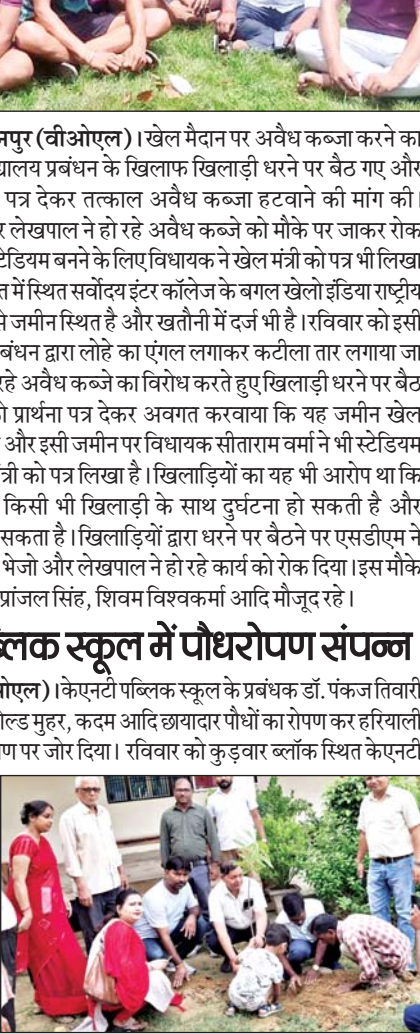 नपुर (वीओएल)। खेल मैदान पर अवैध कब्जा करने का
द्यालय प्रबंधन के खिलाफ खिलाड़ी धरने पर बैठ गए और
पत्र देकर तत्काल अवैध कब्जा हटवाने की मांग की।
र लेखपाल ने हो रहे अवैध कब्जे को मौके पर जाकर रोक
टेडियम बनने के लिए विधायक ने खेल मंत्री को पत्र भी लिखा
त में स्थित सर्वोदय इंटर कॉलेज के बगल खेलो इंडिया राष्ट्रीय
से जमीन स्थित है और खतौनी में दर्ज भी है। रविवार को इसी
बंधन द्वारा लोहे का एंगल लगाकर कटीला तार लगाया जा
रहे अवैध कब्जे का विरोध करते हुए खिलाड़ी धरने पर बैठ
ो प्रार्थना पत्र देकर अवगत करवाया कि यह जमीन खेल
और इसी जमीन पर विधायक सीताराम वर्मा ने भी स्टेडियम
ंत्री को पत्र लिखा है। खिलाड़ियों का यह भी आरोप था कि
किसी भी खिलाड़ी के साथ दुर्घटना हो सकती है और
सकता है। खिलाड़ियों द्वारा धरने पर बैठने पर एसडीएम ने
भेजो और लेखपाल ने हो रहे कार्य को रोक दिया। इस मौके
प्रांजल सिंह, शिवम विश्वकर्मा आदि मौजूद रहे।
ब्लिक स्कूल में पौधरोपण संपन्न
ओएल)। केएनटी पब्लिक स्कूल के प्रबंधक डॉ. पंकज तिवारी
ोल्ड मुहर, कदम आदि छायादार पौधों का रोपण कर हरियाली
ण पर जोर दिया। रविवार को कुड़वार ब्लॉक स्थित केएनटी